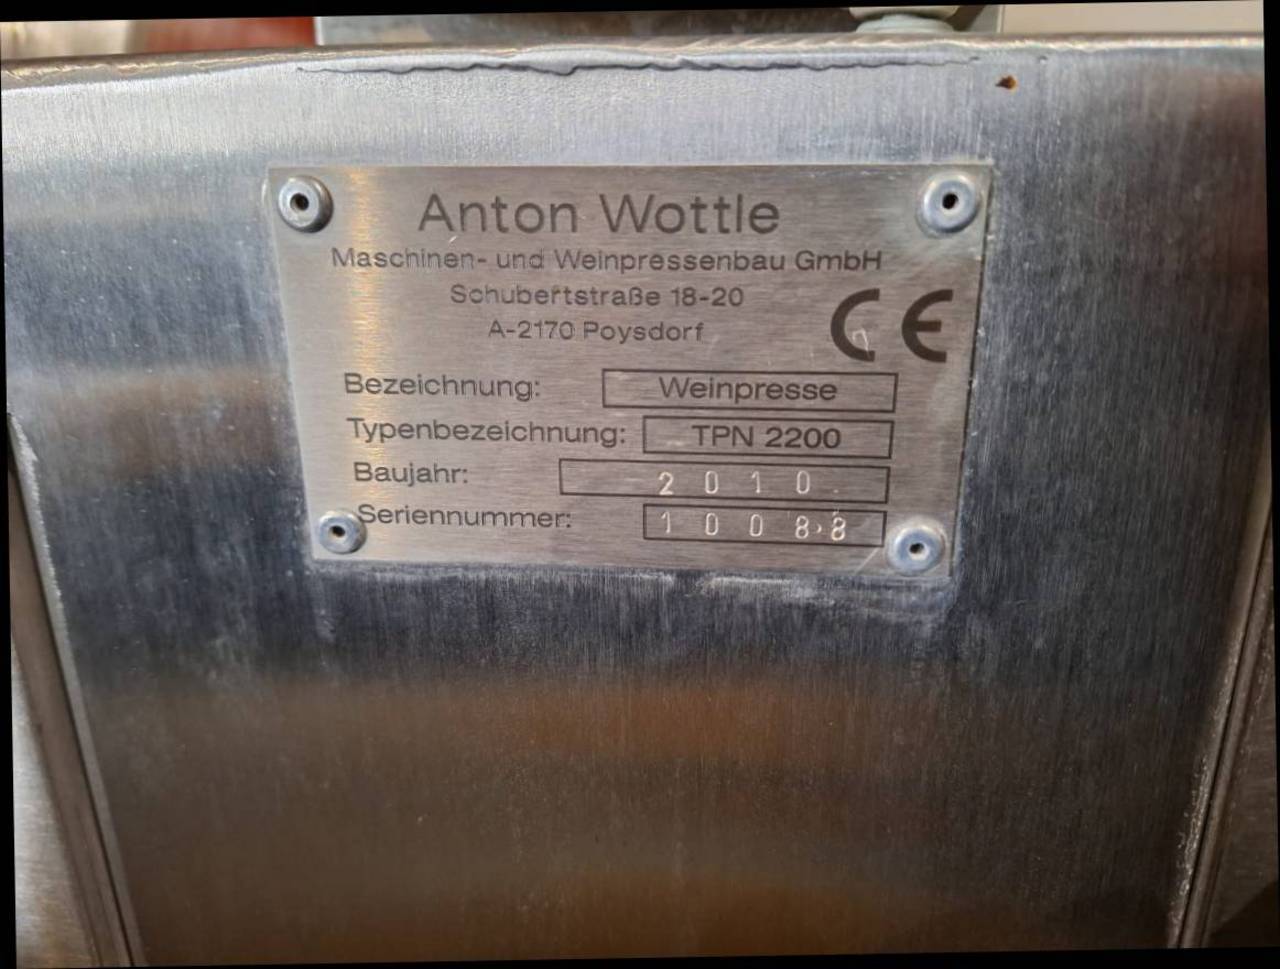 Anton Wottle
Maschinen- und Weinpressenbau GmbH
Schubertstraße 18-20
A-2170 Poysdorf
CE
Bezeichnung: Weinpresse
Typenbezeichnung: TPN 2200
Baujahr: 2010
Seriennummer: 10088